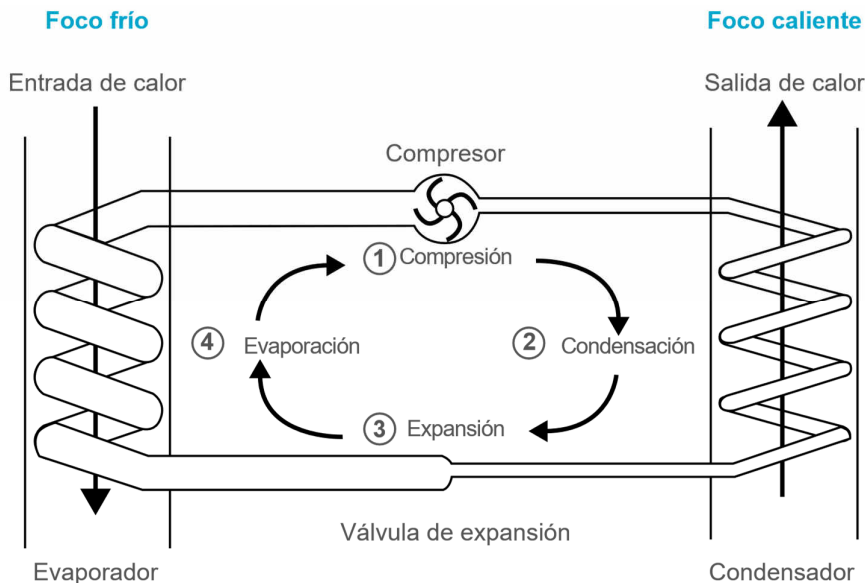 Foco frío
Foco caliente
Entrada de calor
Salida de calor
Compresor
1 Compresión
4 Evaporación
2 Condensación
3 Expansión
Válvula de expansión
Evaporador
Condensador